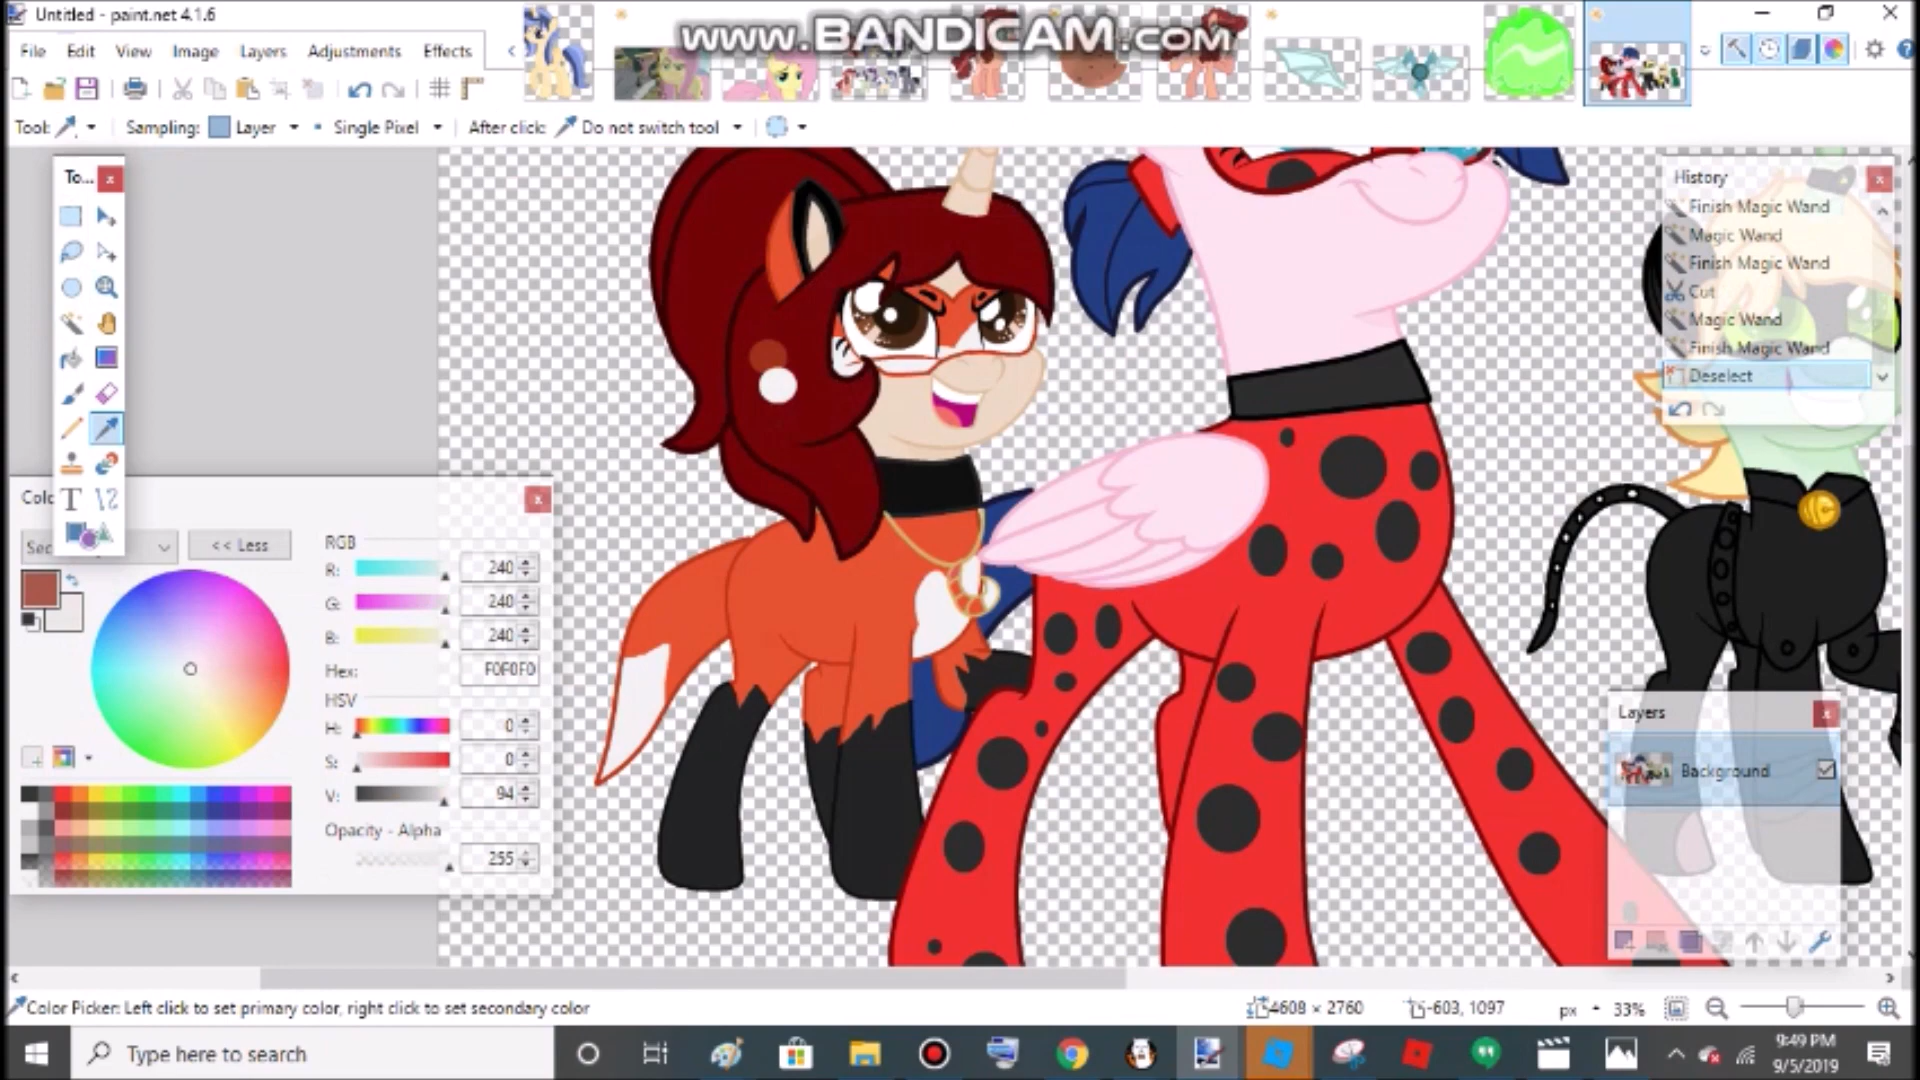 Untitled - paint.net 4.1.6
www.BANDICAM.com
File Edit View Image Layers Adjustments Effects
Tool: Sampling: Layer Single Pixel After click: Do not switch tool
To...
History
Finish Magic Wand
Magic Wand
Finish Magic Wand
Cut
Magic Wand
Finish Magic Wand
Deselect
Colo
Sec
<< Less
RGB
R: 240
G: 240
B: 240
Hex: F0F0F0
HSV
H: 0
S: 0
V: 94
Opacity - Alpha
255
Layers
Background
Color Picker: Left click to set primary color, right click to set secondary color
4608 × 2760
-603, 1097
px
33%
Type here to search
9:49 PM
9/5/2019